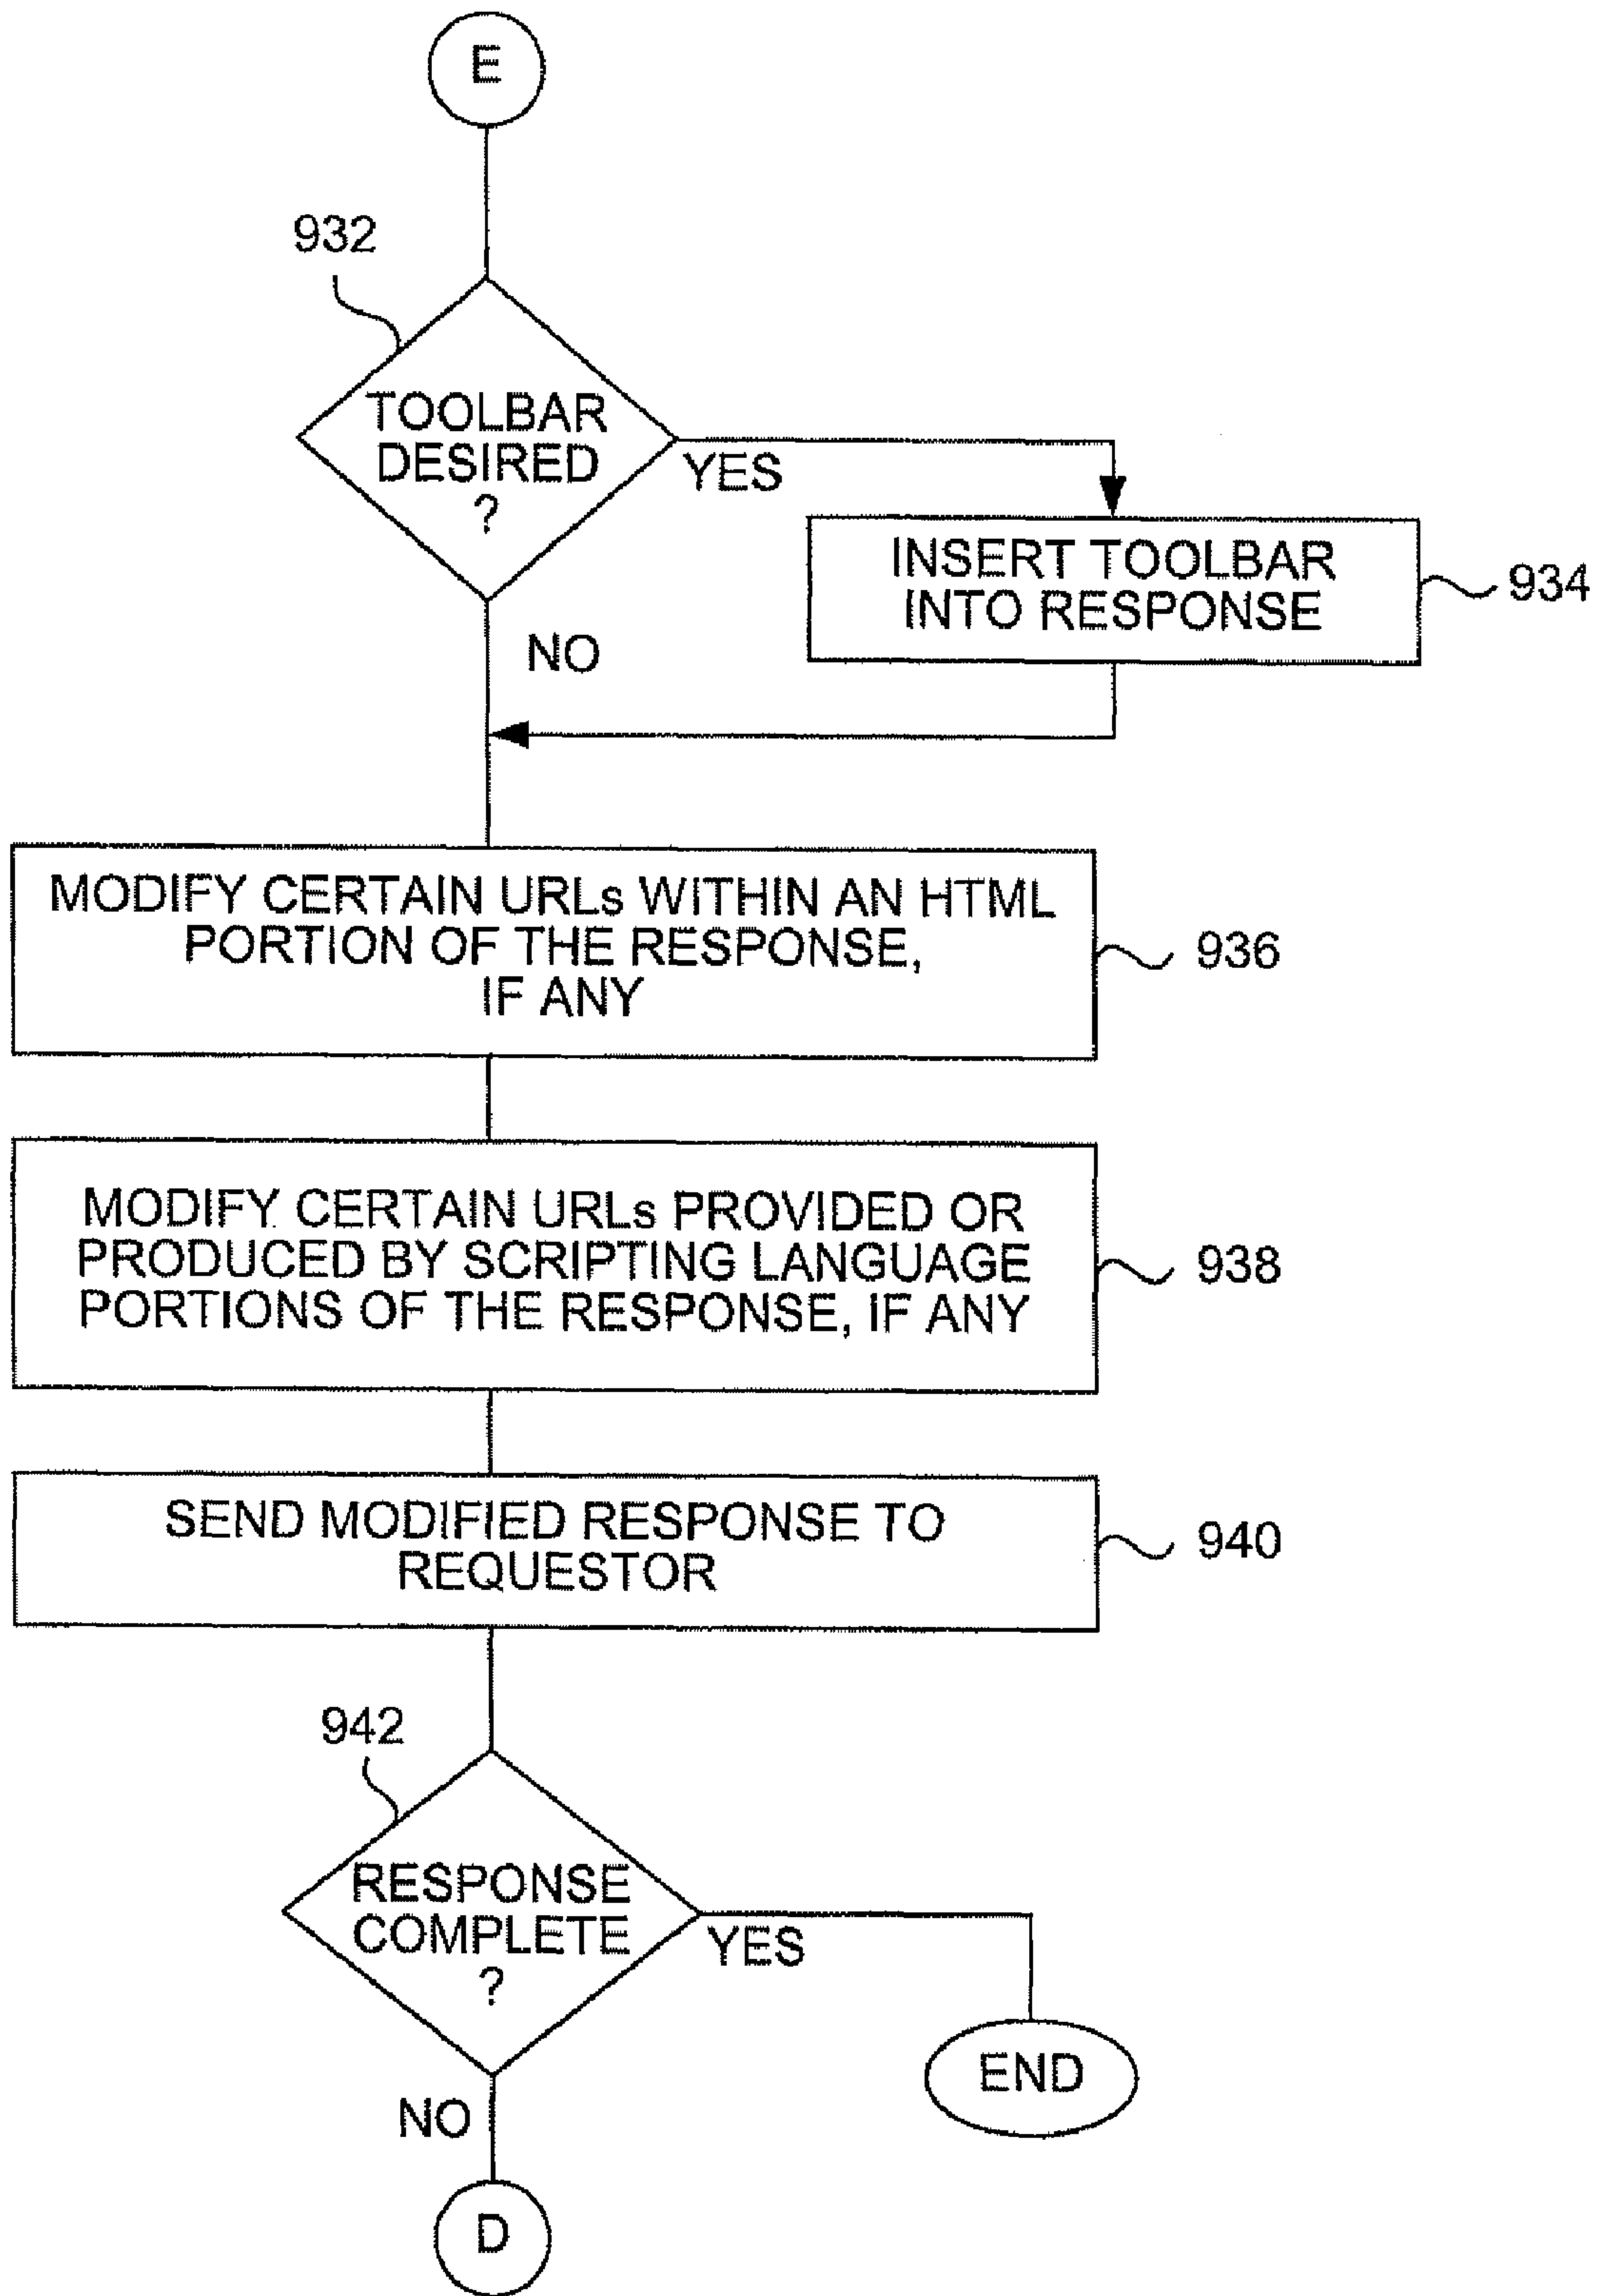 E
932
TOOLBAR
DESIRED
?
YES
INSERT TOOLBAR
INTO RESPONSE
934
NO
MODIFY CERTAIN URLs WITHIN AN HTML
PORTION OF THE RESPONSE,
IF ANY
936
MODIFY CERTAIN URLs PROVIDED OR
PRODUCED BY SCRIPTING LANGUAGE
PORTIONS OF THE RESPONSE, IF ANY
938
SEND MODIFIED RESPONSE TO
REQUESTOR
940
942
RESPONSE
COMPLETE
?
YES
END
NO
D